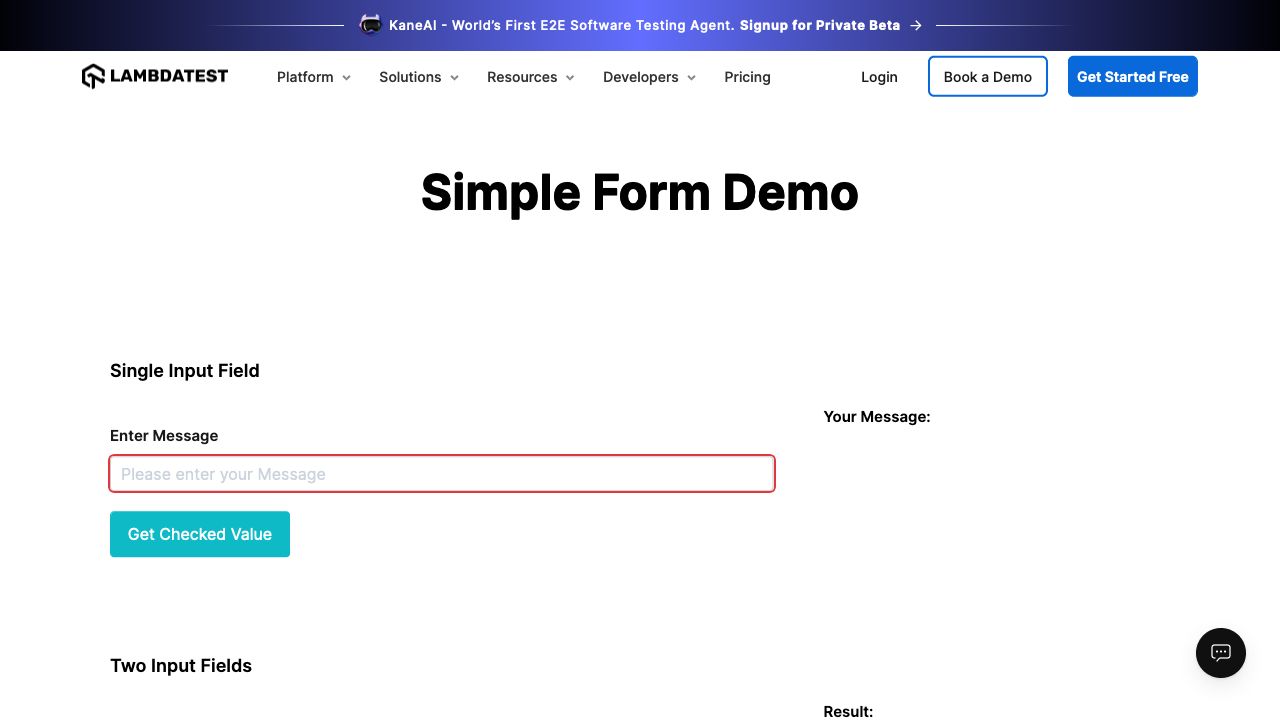 KaneAI - World's First E2E Software Testing Agent. Signup for Private Beta →
LAMBDATEST Platform Solutions Resources Developers Pricing Login Book a Demo Get Started Free
Simple Form Demo
Single Input Field
Your Message:
Enter Message
Please enter your Message
Get Checked Value
Two Input Fields
Result: